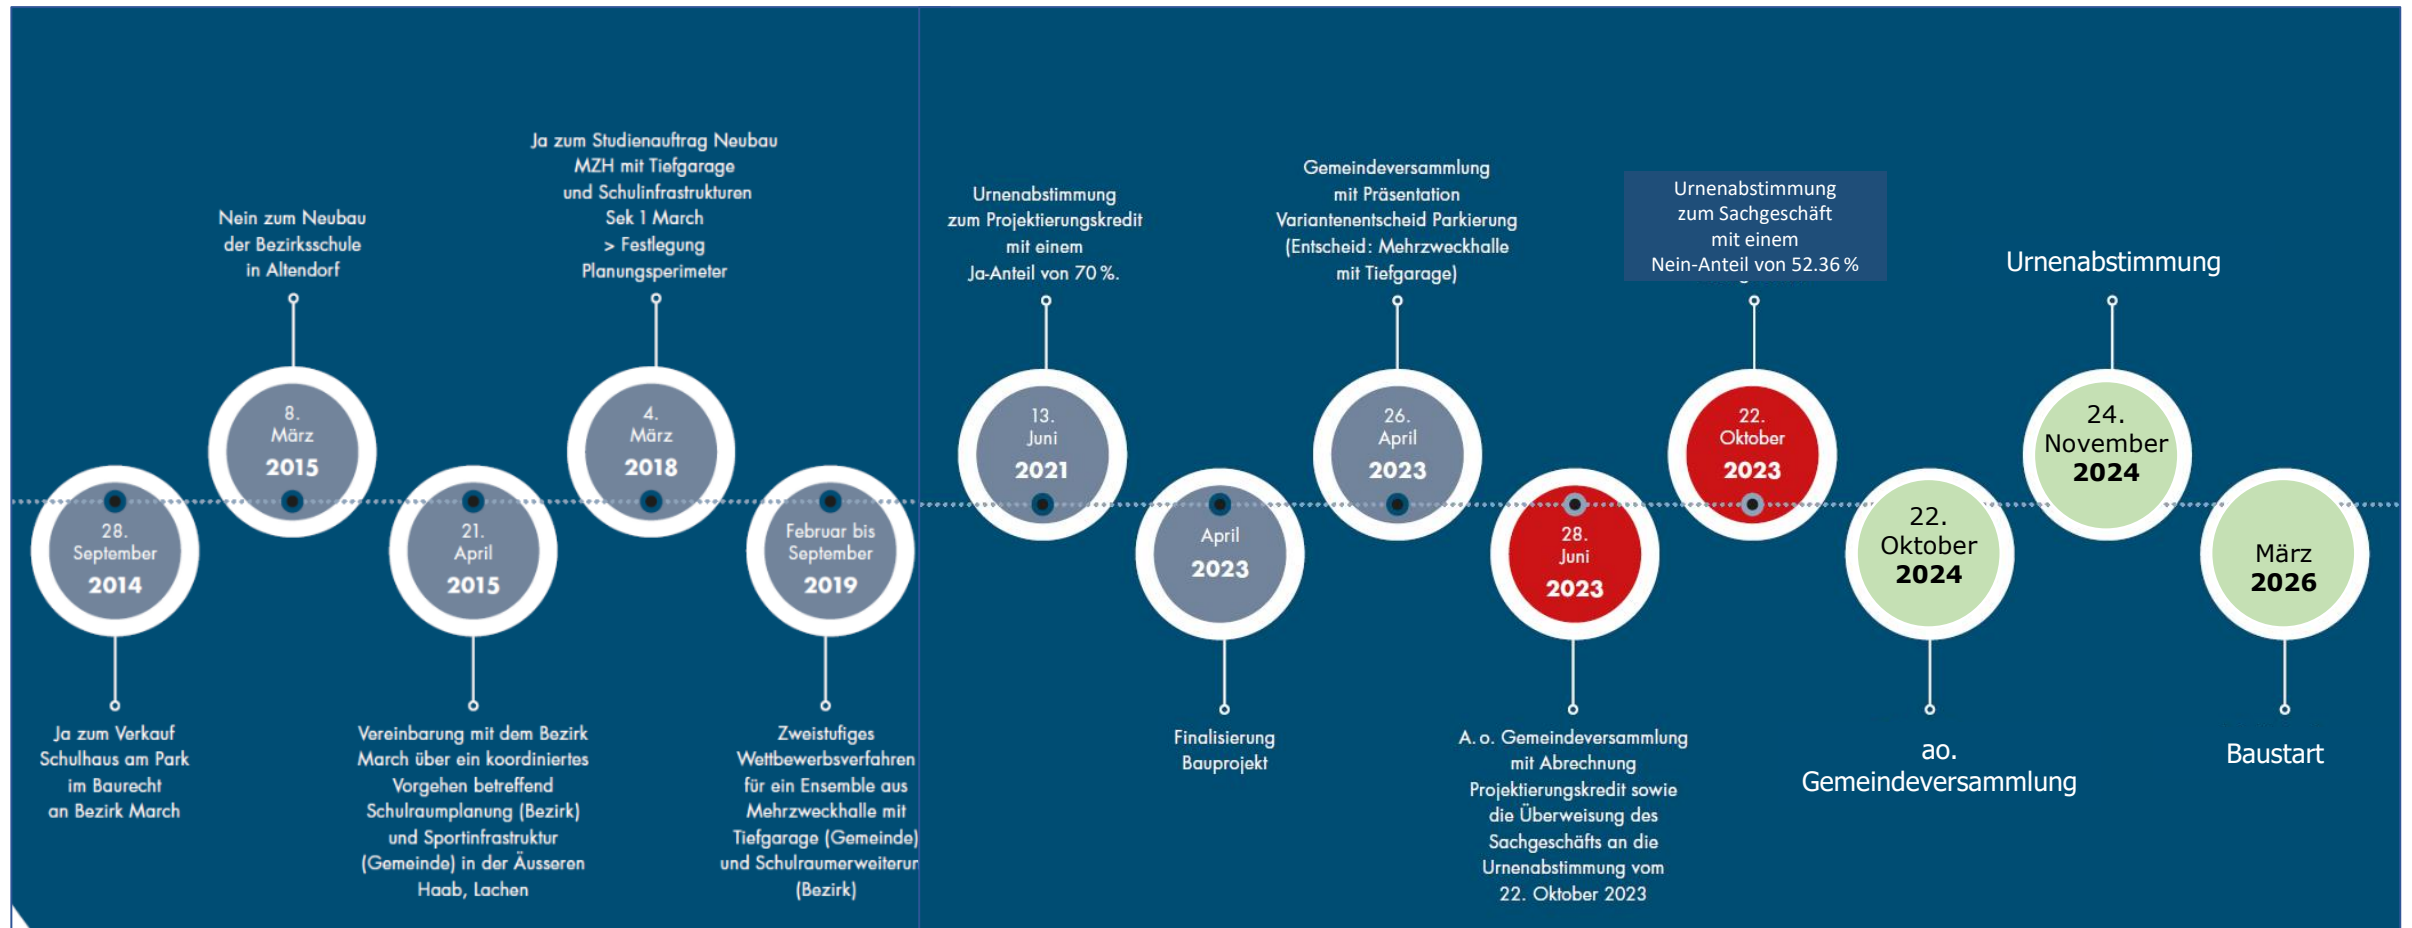 28.
September
2014
Ja zum Verkauf
Schulhaus am Park
im Baurecht
an Bezirk March
Nein zum Neubau
der Bezirksschule
in Altendorf
8.
März
2015
21.
April
2015
Vereinbarung mit dem Bezirk
March über ein koordiniertes
Vorgehen betreffend
Schulraumplanung (Bezirk)
und Sportinfrastruktur
(Gemeinde) in der Äusseren
Haab, Lachen
Ja zum Studienauftrag Neubau
MZH mit Tiefgarage
und Schulinfrastrukturen
Sek 1 March
> Festlegung
Planungsperimeter
4.
März
2018
Februar bis
September
2019
Zweistufiges
Wettbewerbsverfahren
für ein Ensemble aus
Mehrzweckhalle mit
Tiefgarage (Gemeinde)
und Schulraumerweiterur
(Bezirk)
Urnenabstimmung
zum Projektierungskredit
mit einem
Ja-Anteil von 70 %.
13.
Juni
2021
April
2023
Finalisierung
Bauprojekt
Gemeindeversammlung
mit Präsentation
Variantenentscheid Parkierung
(Entscheid: Mehrzweckhalle
mit Tiefgarage)
26.
April
2023
28.
Juni
2023
A. o. Gemeindeversammlung
mit Abrechnung
Projektierungskredit sowie
die Überweisung des
Sachgeschäfts an die
Urnenabstimmung vom
22. Oktober 2023
Urnenabstimmung
zum Sachgeschäft
mit einem
Nein-Anteil von 52.36 %
22.
Oktober
2023
22.
Oktober
2024
ao.
Gemeindeversammlung
Urnenabstimmung
24.
November
2024
März
2026
Baustart